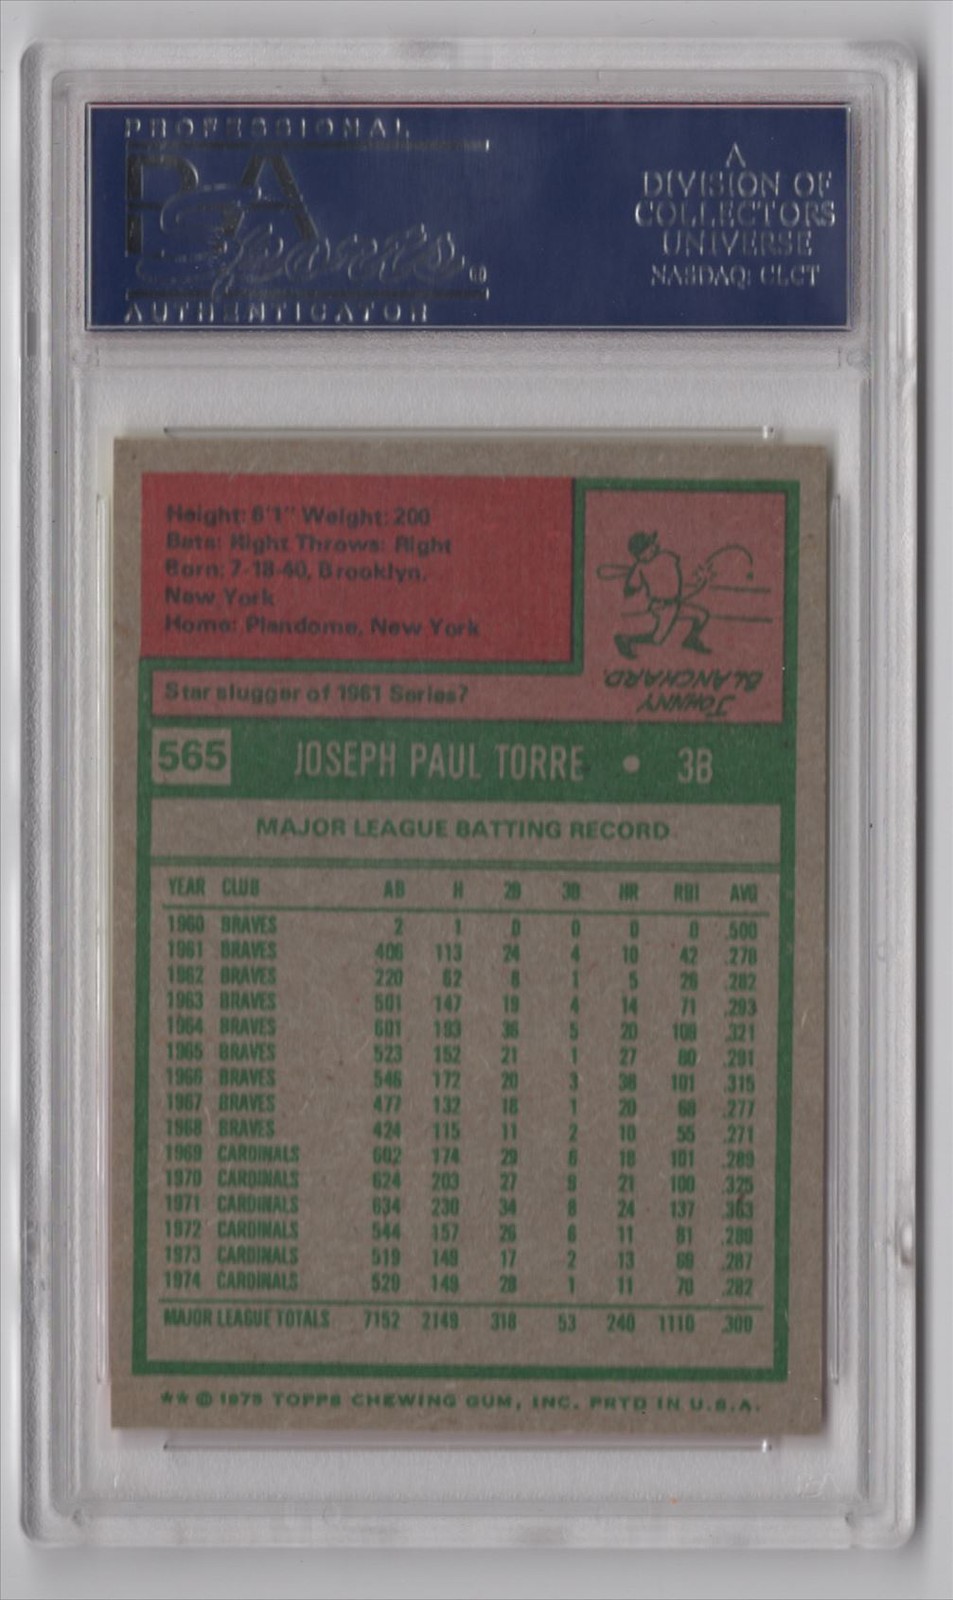 PROFESSIONAL
PSA
Sports
AUTHENTICATOR
A
DIVISION OF
COLLECTORS
UNIVERSE
NASDAQ: CLCT
Height: 6'1" Weight: 200
Bats: Right Throws: Right
Born: 7-18-40, Brooklyn,
New York
Home: Plandome, New York
Star slugger of 1961 Series?
JOHNNY
BLANCHARD.
565 JOSEPH PAUL TORRE • 3B
MAJOR LEAGUE BATTING RECORD
YEAR CLUB AB H 2B 3B HR RBI AVG
1960 BRAVES 2 1 0 0 0 0 .500
1961 BRAVES 406 113 24 4 10 42 .278
1962 BRAVES 220 62 8 1 5 26 .282
1963 BRAVES 501 147 19 4 14 71 .293
1964 BRAVES 601 193 36 5 20 109 .321
1965 BRAVES 523 152 21 1 27 80 .291
1966 BRAVES 546 172 20 3 36 101 .315
1967 BRAVES 477 132 18 1 20 68 .277
1968 BRAVES 424 115 11 2 10 55 .271
1969 CARDINALS 602 174 29 6 18 101 .289
1970 CARDINALS 624 203 27 9 21 100 .325
1971 CARDINALS 634 230 34 8 24 137 .363
1972 CARDINALS 544 157 26 6 11 81 .289
1973 CARDINALS 519 149 17 2 13 69 .287
1974 CARDINALS 529 149 28 1 11 70 .282
MAJOR LEAGUE TOTALS 7152 2149 318 53 240 1110 .300
** © 1975 TOPPS CHEWING GUM, INC. PRTD IN U.S.A.